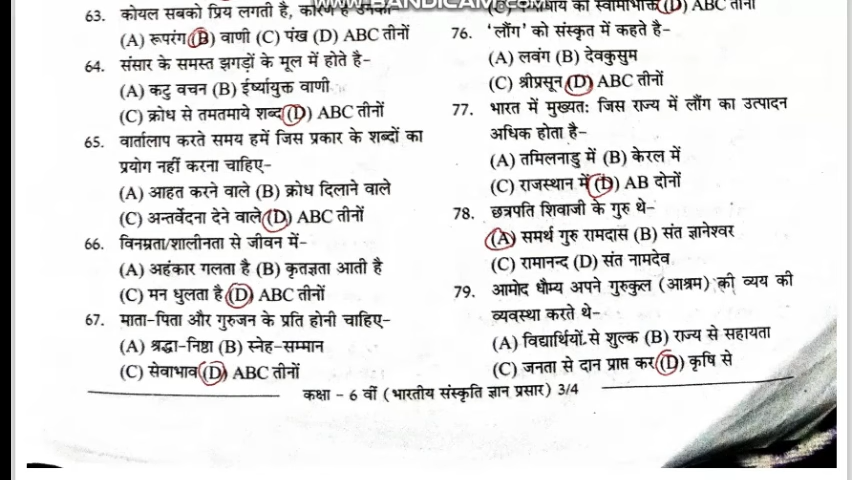 63. कोयल सबको प्रिय लगती है, कारण है उनका-
(A) रूपरंग (B) वाणी (C) पंख (D) ABC तीनों
64. संसार के समस्त झगड़ों के मूल में होते है-
(A) कटु वचन (B) ईर्ष्यायुक्त वाणी
(C) क्रोध से तमतमाये शब्द (D) ABC तीनों
65. वार्तालाप करते समय हमें जिस प्रकार के शब्दों का
प्रयोग नहीं करना चाहिए-
(A) आहत करने वाले (B) क्रोध दिलाने वाले
(C) अन्तर्वेदना देने वाले (D) ABC तीनों
66. विनम्रता/शालीनता से जीवन में-
(A) अहंकार गलता है (B) कृतज्ञता आती है
(C) मन धुलता है (D) ABC तीनों
67. माता-पिता और गुरुजन के प्रति होनी चाहिए-
(A) श्रद्धा-निष्ठा (B) स्नेह-सम्मान
(C) सेवाभाव (D) ABC तीनों
(D) ABC तीनों
76. 'लौंग' को संस्कृत में कहते है-
(A) लवंग (B) देवकुसुम
(C) श्रीप्रसून (D) ABC तीनों
77. भारत में मुख्यत: जिस राज्य में लौंग का उत्पादन
अधिक होता है-
(A) तमिलनाडु में (B) केरल में
(C) राजस्थान में (D) AB दोनों
78. छत्रपति शिवाजी के गुरु थे-
(A) समर्थ गुरु रामदास (B) संत ज्ञानेश्वर
(C) रामानन्द (D) संत नामदेव
79. आमोद धौम्य अपने गुरुकुल (आश्रम) की व्यय की
व्यवस्था करते थे-
(A) विद्यार्थियों से शुल्क (B) राज्य से सहायता
(C) जनता से दान प्राप्त कर (D) कृषि से
कक्षा - 6 वीं (भारतीय संस्कृति ज्ञान प्रसार) 3/4